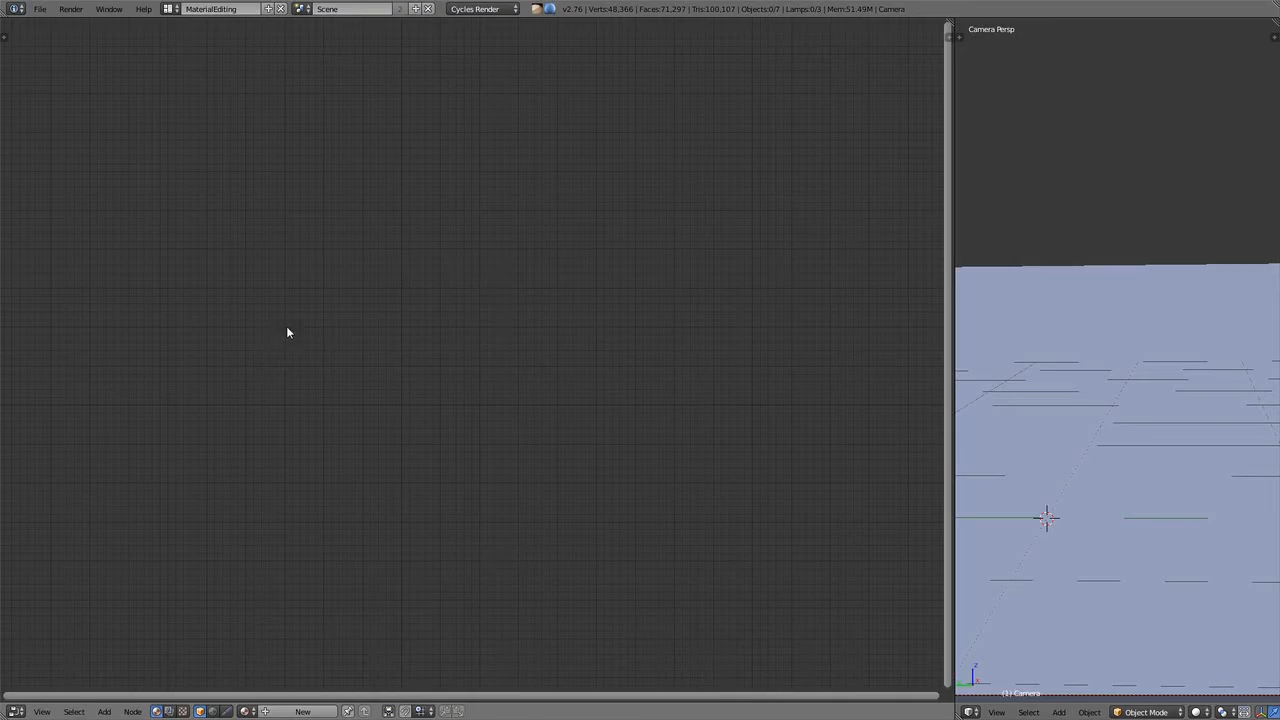 File Render Window Help MaterialEditing Scene 2 Cycles Render v2.76 | Verts:48,366 | Faces:71,297 | Tris:100,107 | Objects:0/7 | Lamps:0/3 | Mem:51.49M | Camera
Camera Persp
z
(1) Camera
View Select Add Node New
View Select Add Object Object Mode